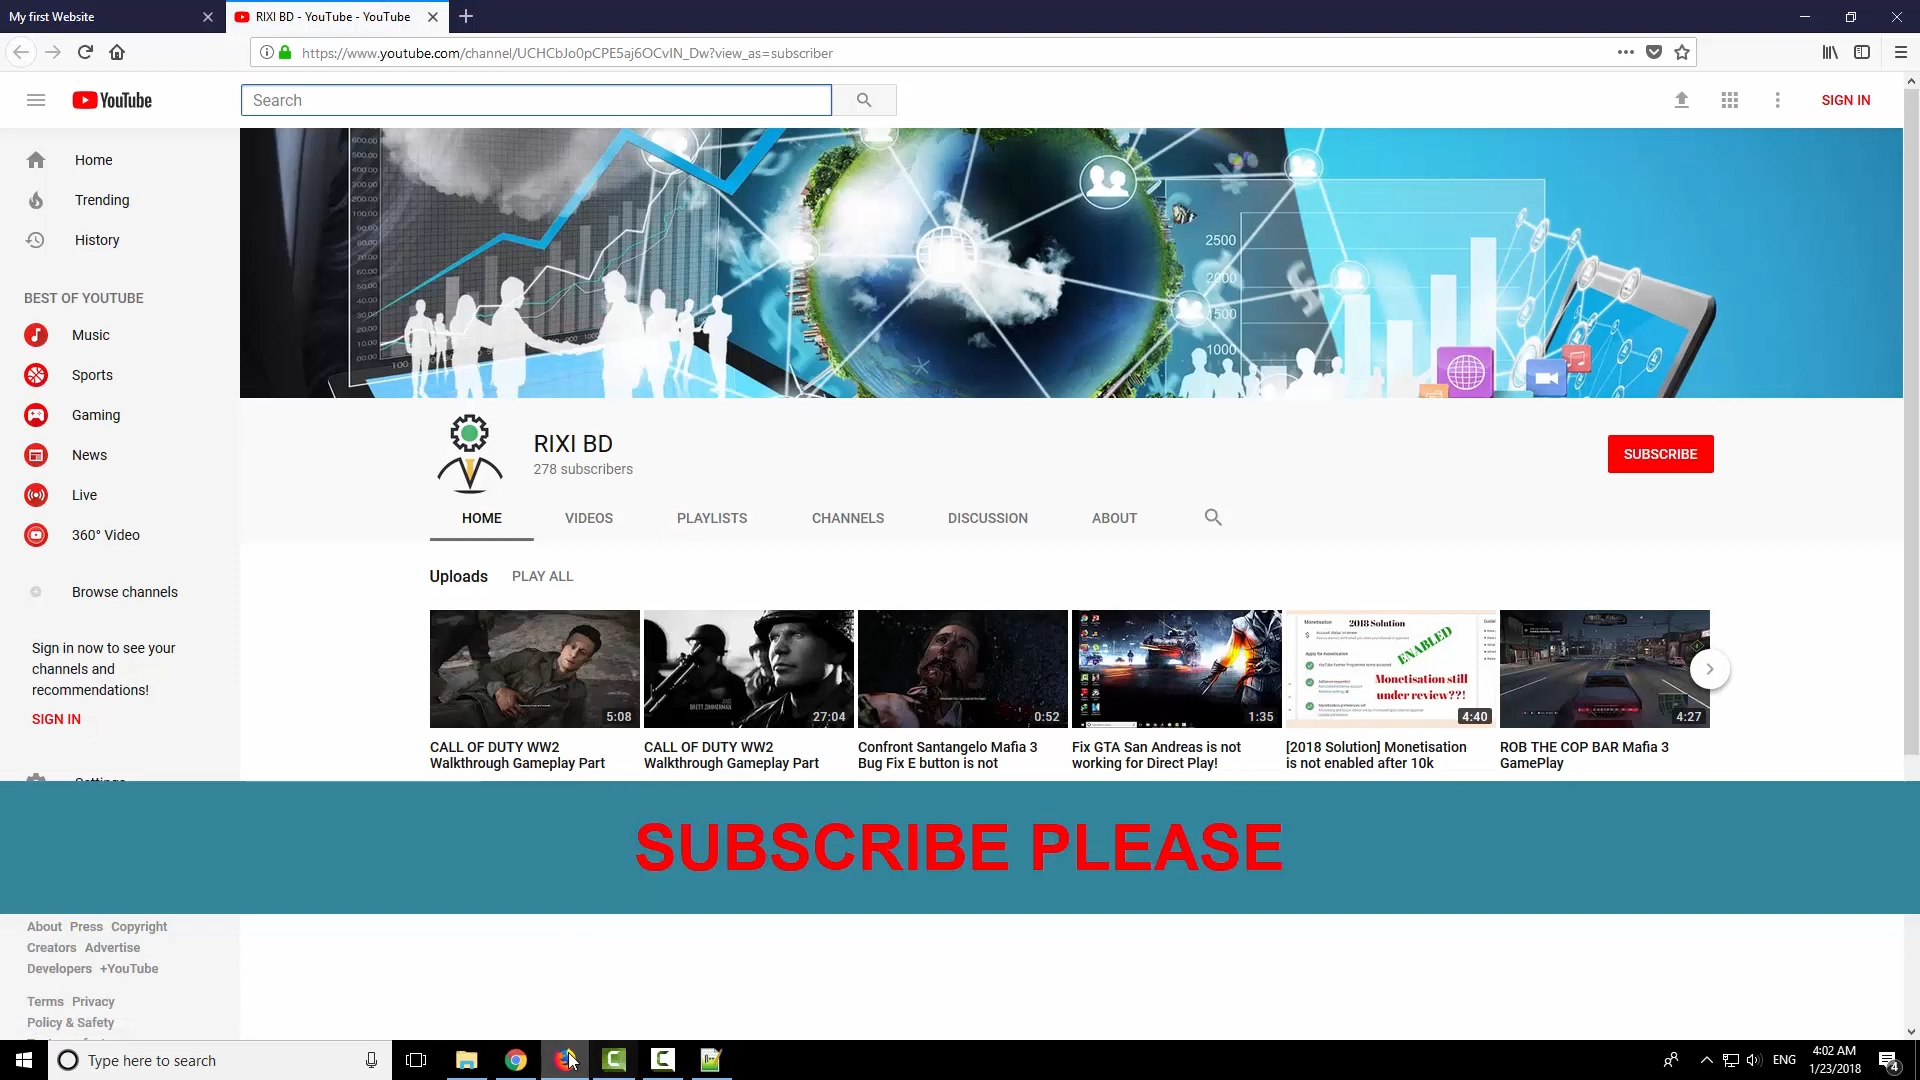 My first Website
RIXI BD - YouTube - YouTube
https://www.youtube.com/channel/UCHCbJo0pCPE5aj6OCvIN_Dw?view_as=subscriber
YouTube
Search
SIGN IN
Home
Trending
History
BEST OF YOUTUBE
Music
Sports
Gaming
News
Live
360° Video
Browse channels
Sign in now to see your
channels and
recommendations!
SIGN IN
2500
2000
1500
1000
RIXI BD
278 subscribers
SUBSCRIBE
HOME VIDEOS PLAYLISTS CHANNELS DISCUSSION ABOUT
Uploads PLAY ALL
5:08
27:04
BRETT ZIMMERMAN
0:52
1:35
2018 Solution
ENABLED
Monetisation still
under review??!
4:40
4:27
CALL OF DUTY WW2
Walkthrough Gameplay Part
CALL OF DUTY WW2
Walkthrough Gameplay Part
Confront Santangelo Mafia 3
Bug Fix E button is not
Fix GTA San Andreas is not
working for Direct Play!
[2018 Solution] Monetisation
is not enabled after 10k
ROB THE COP BAR Mafia 3
GamePlay
SUBSCRIBE PLEASE
About Press Copyright
Creators Advertise
Developers +YouTube
Terms Privacy
Policy & Safety
Type here to search
ENG
4:02 AM
1/23/2018
4